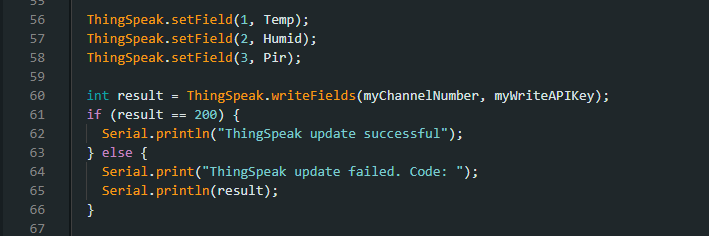 55
56 ThingSpeak.setField(1, Temp);
57 ThingSpeak.setField(2, Humid);
58 ThingSpeak.setField(3, Pir);
59
60 int result = ThingSpeak.writeFields(myChannelNumber, myWriteAPIKey);
61 if (result == 200) {
62 Serial.println("ThingSpeak update successful");
63 } else {
64 Serial.print("ThingSpeak update failed. Code: ");
65 Serial.println(result);
66 }
67